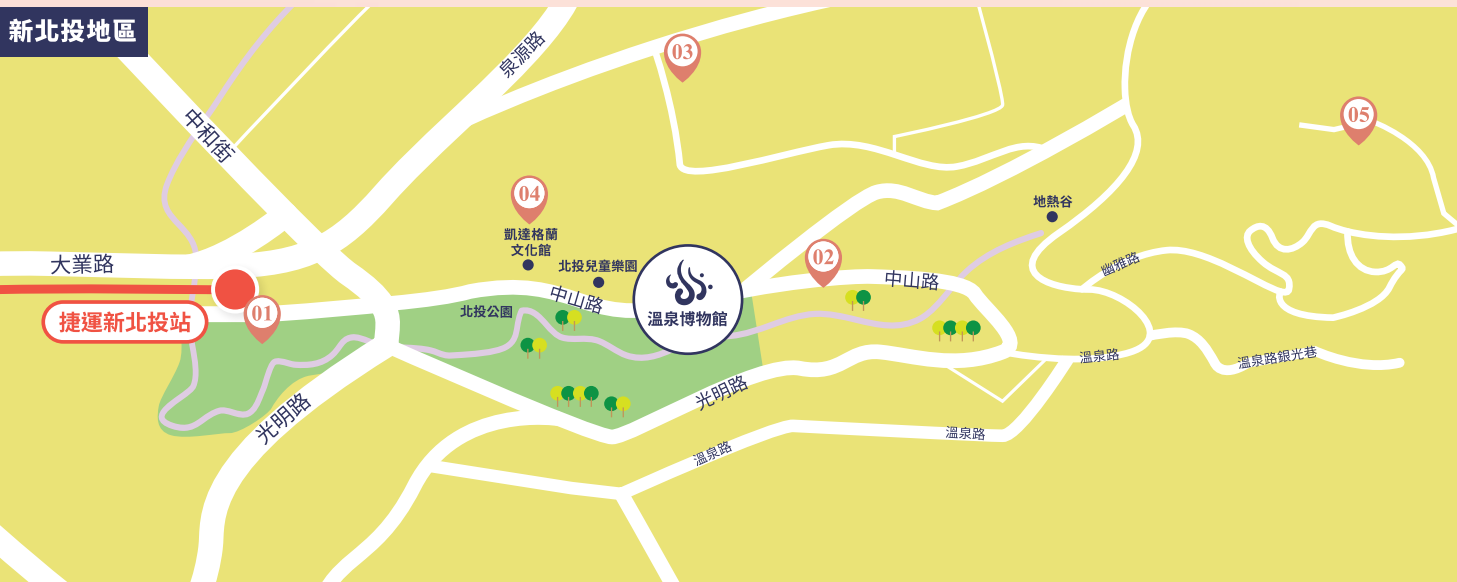 新北投地區
泉源路
03
中和街
05
04
凱達格蘭
文化館
地熱谷
大業路
北投兒童樂園
02
幽雅路
中山路
中山路
01
北投公園
捷運新北投站
溫泉博物館
溫泉路
溫泉路銀光巷
光明路
光明路
溫泉路
溫泉路